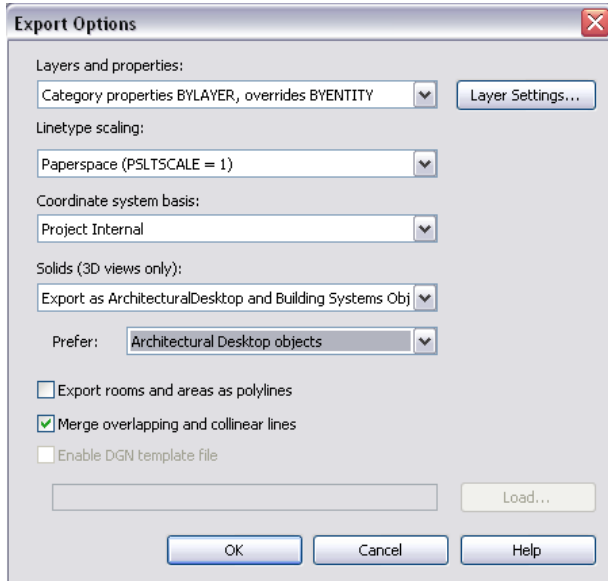 Export Options
Layers and properties:
Category properties BYLAYER, overrides BYENTITY
Layer Settings...
Linetype scaling:
Paperspace (PSLTSCALE = 1)
Coordinate system basis:
Project Internal
Solids (3D views only):
Export as ArchitecturalDesktop and Building Systems Obj
Prefer: Architectural Desktop objects
Export rooms and areas as polylines
Merge overlapping and collinear lines
Enable DGN template file
Load...
OK Cancel Help